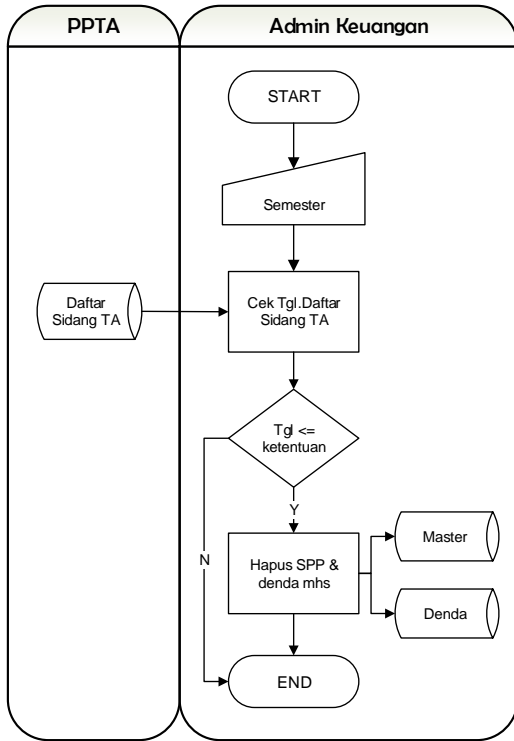 PPTA
Admin Keuangan
START
Semester
Daftar
Sidang TA
Cek Tgl.Daftar
Sidang TA
Tgl <=
ketentuan
Y
N
Hapus SPP &
denda mhs
Master
Denda
END